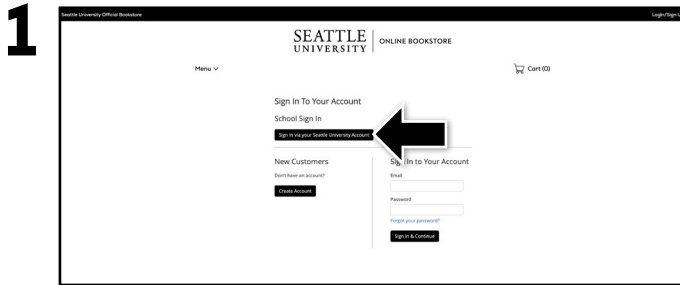 1
Seattle University Official Bookstore
Login/Sign U
SEATTLE
UNIVERSITY
ONLINE BOOKSTORE
Menu
Cart (0)
Sign In To Your Account
School Sign In
Sign in via your Seattle University Account
New Customers
Don't have an account?
Create Account
Sign In to Your Account
Email
Password
Forgot your password?
Sign In & Continue